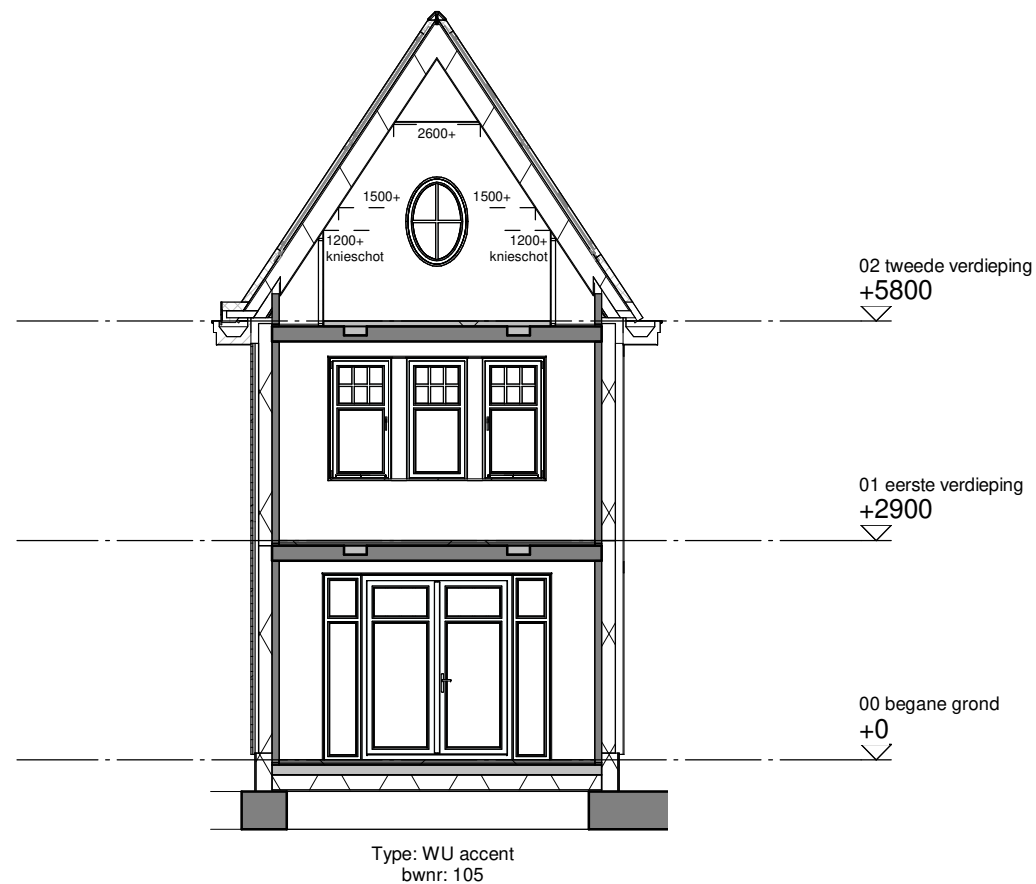 2600+
1500+
1500+
1200+
knieschot
1200+
knieschot
02 tweede verdieping
+5800
01 eerste verdieping
+2900
00 begane grond
+0
Type: WU accent
bwnr: 105